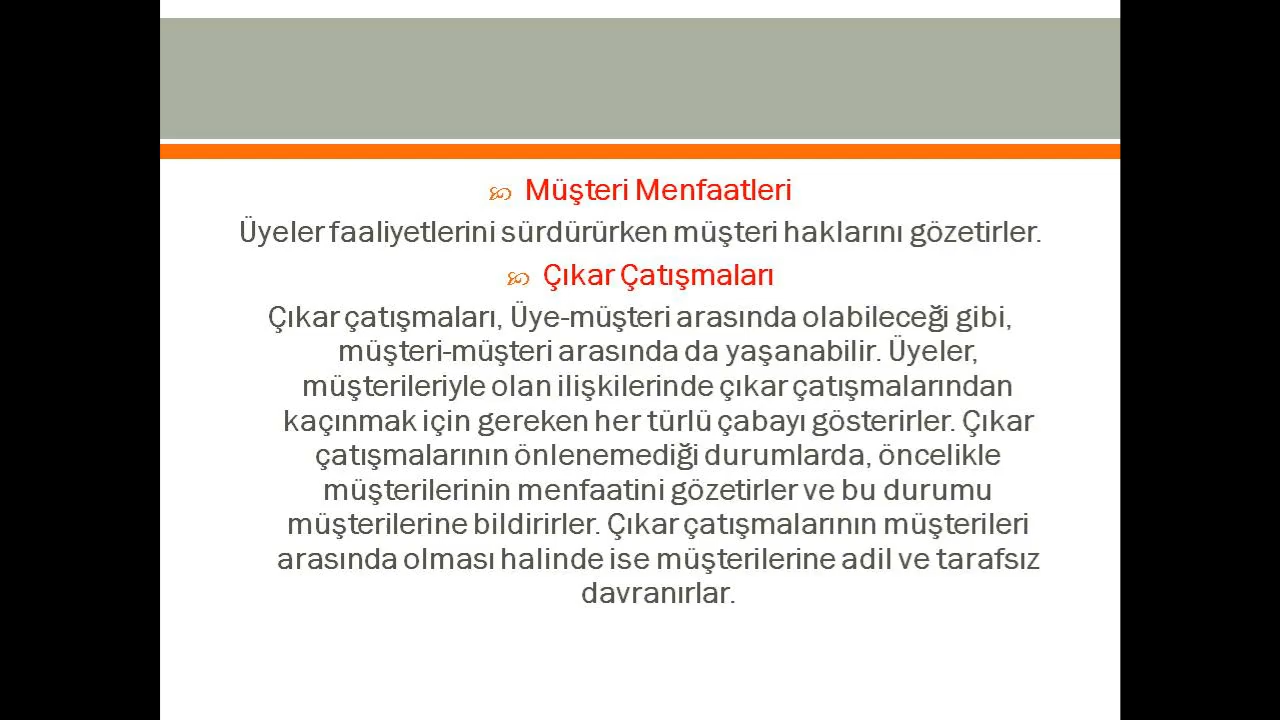 Müşteri Menfaatleri
Üyeler faaliyetlerini sürdürürken müşteri haklarını gözetirler.
Çıkar Çatışmaları
Çıkar çatışmaları, Üye-müşteri arasında olabileceği gibi,
müşteri-müşteri arasında da yaşanabilir. Üyeler,
müşterileriyle olan ilişkilerinde çıkar çatışmalarından
kaçınmak için gereken her türlü çabayı gösterirler. Çıkar
çatışmalarının önlenemediği durumlarda, öncelikle
müşterilerinin menfaatini gözetirler ve bu durumu
müşterilerine bildirirler. Çıkar çatışmalarının müşterileri
arasında olması halinde ise müşterilerine adil ve tarafsız
davranırlar.